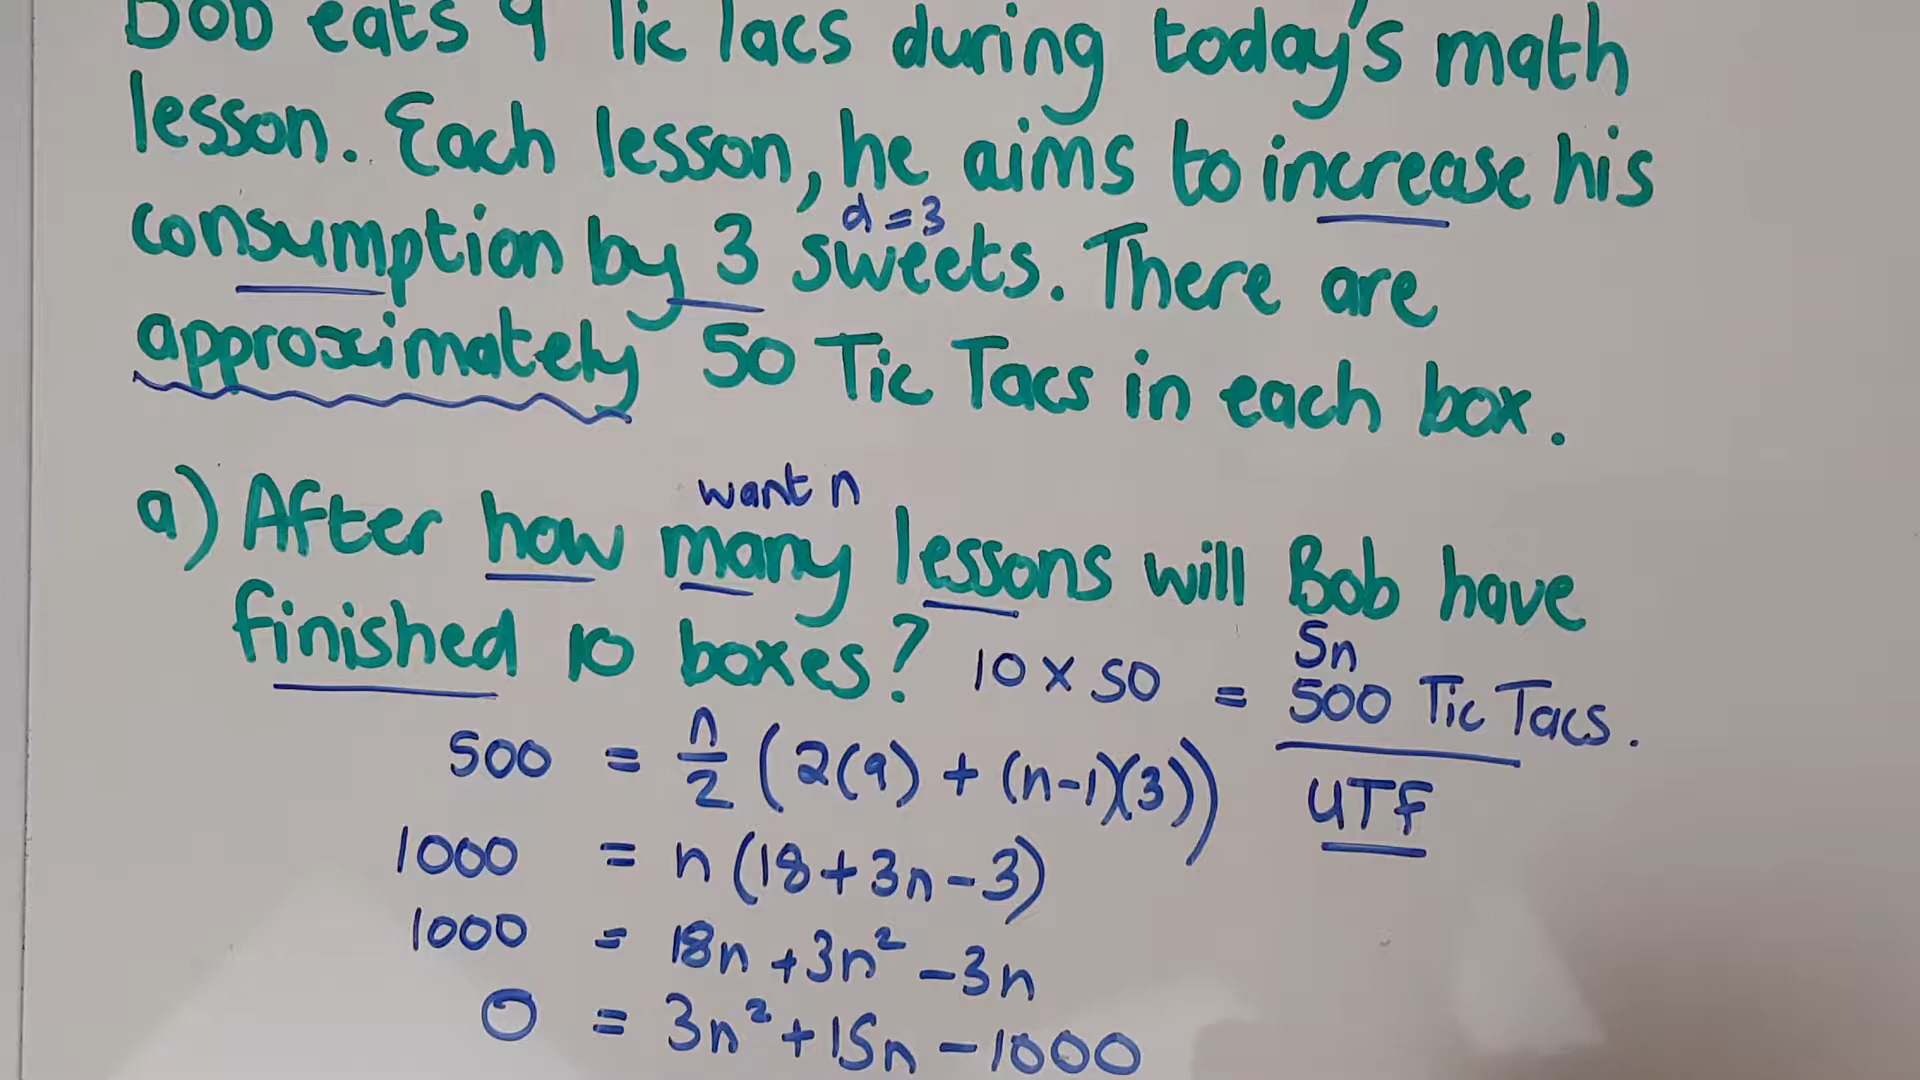 Bob eats 9 Tic Tacs during today's math
lesson. Each lesson, he aims to increase his
d = 3
consumption by 3 sweets. There are
approximately 50 Tic Tacs in each box.
want n
a) After how many lessons will Bob have
finished 10 boxes? 10 x 50 = 500 Tic Tacs.
Sn
500 = n/2 (2(9) + (n-1)(3))
UTF
1000 = n (18 + 3n - 3)
1000 = 18n + 3n² - 3n
0 = 3n² + 15n - 1000